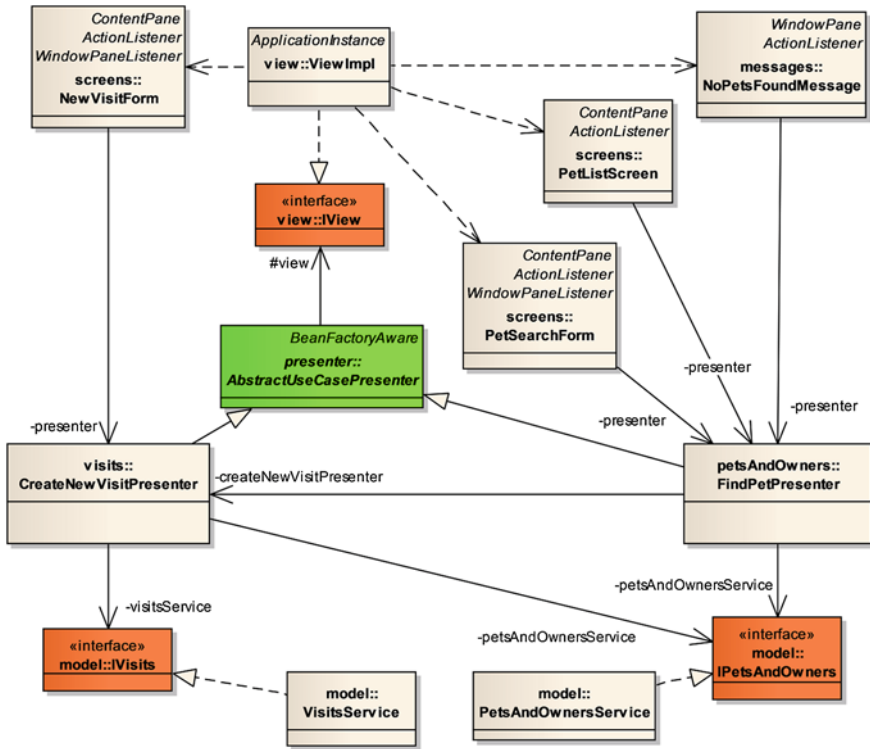 ContentPane
ActionListener
WindowPaneListener
screens::
NewVisitForm
ApplicationInstance
view::ViewImpl
WindowPane
ActionListener
messages::
NoPetsFoundMessage
ContentPane
ActionListener
screens::
PetListScreen
«interface»
view::IView
#view
ContentPane
ActionListener
WindowPaneListener
screens::
PetSearchForm
BeanFactoryAware
presenter::
AbstractUseCasePresenter
-presenter
-presenter
-presenter
-presenter
visits::
CreateNewVisitPresenter
-createNewVisitPresenter
petsAndOwners::
FindPetPresenter
-visitsService
-petsAndOwnersService
-petsAndOwnersService
«interface»
model::IVisits
«interface»
model::
IPetsAndOwners
model::
VisitsService
model::
PetsAndOwnersService